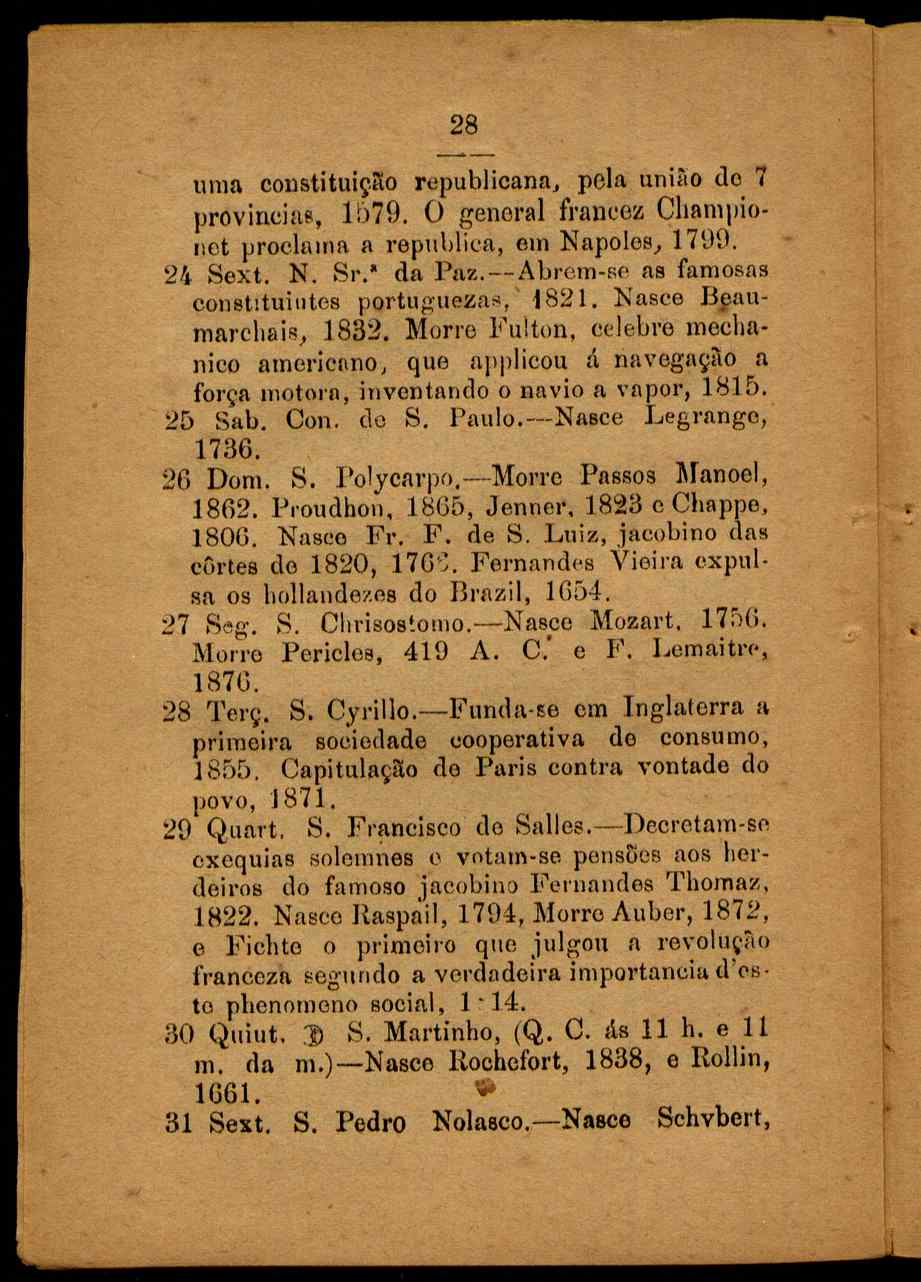 28
uma constituição republicana, pela união de 7
provincias, 1579. O general francez Champio-
net proclama a republica, em Napoles, 1799.
24 Sext. N. Sr.ª da Paz.—Abrem-se as famosas
constituintes portuguezas, 1821. Nasce Beau-
marchais, 1832. Morre Fulton, celebre mecha-
nico americano, que applicou á navegação a
força motora, inventando o navio a vapor, 1815.
25 Sab. Con. de S. Paulo.—Nasce Legrange,
1736.
26 Dom. S. Polycarpo.—Morre Passos Manoel,
1862. Proudhon, 1865, Jenner, 1823 e Chappe,
1806. Nasce Fr. F. de S. Luiz, jacobino das
côrtes de 1820, 176 . Fernandes Vieira expul-
sa os hollandezes do Brazil, 1654.
27 Seg. S. Chrisostomo.—Nasce Mozart, 1756.
Morre Pericles, 419 A. C. e F. Lemaitre,
1876.
28 Terç. S. Cyrillo.—Funda-se em Inglaterra a
primeira sociedade cooperativa de consumo,
1855. Capitulação de Paris contra vontade do
povo, 1871.
29 Quart. S. Francisco de Salles.—Decretam-se
exequias solemnes e votam-se pensões aos her-
deiros do famoso jacobino Fernandes Thomaz,
1822. Nasce Raspail, 1794, Morre Auber, 1872,
e Fichte o primeiro que julgou a revolução
franceza segundo a verdadeira importancia d'es-
te phenomeno social, 1 14.
30 Quiut. ☽ S. Martinho, (Q. C. ás 11 h. e 11
m. da m.)—Nasce Rochefort, 1838, e Rollin,
1661.
31 Sext. S. Pedro Nolasco.—Nasce Schvbert,